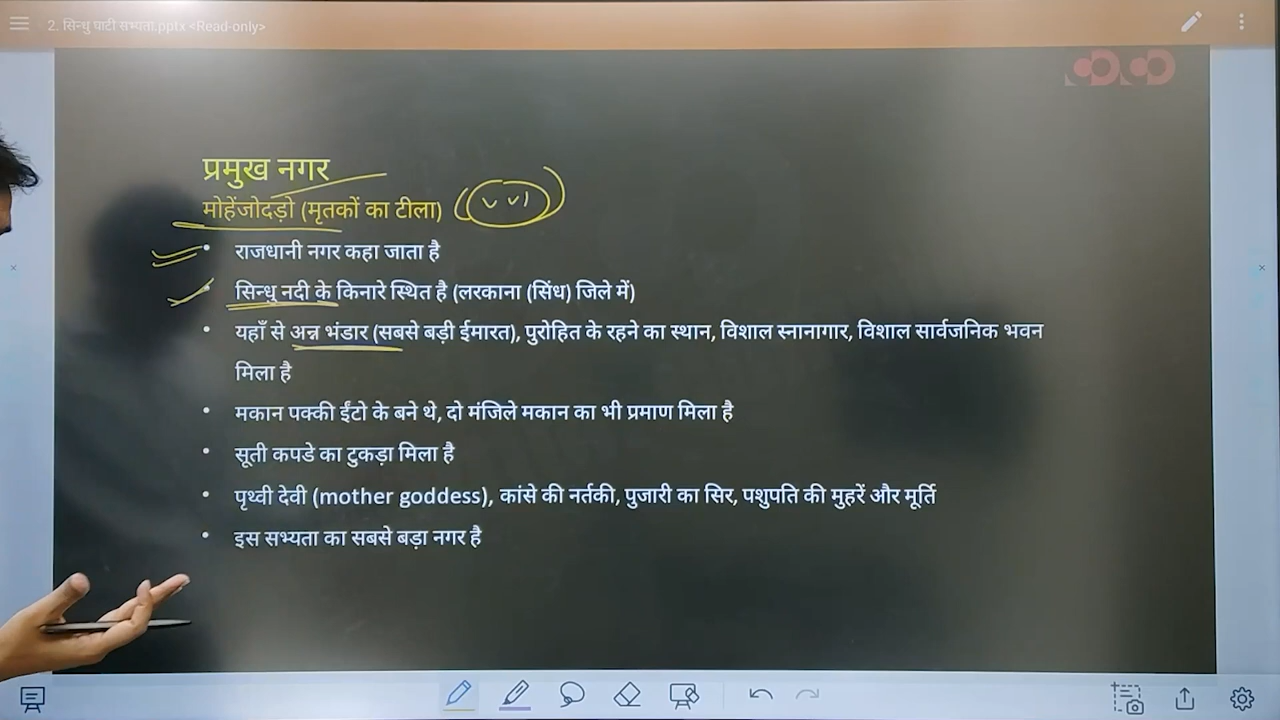 2. सिन्धु घाटी सभ्यता.pptx <Read-only>
प्रमुख नगर
मोहेंजोदड़ो (मृतकों का टीला)
• राजधानी नगर कहा जाता है
• सिन्धु नदी के किनारे स्थित है (लरकाना (सिंध) जिले में)
• यहाँ से अन्न भंडार (सबसे बड़ी ईमारत), पुरोहित के रहने का स्थान, विशाल स्नानागार, विशाल सार्वजनिक भवन
मिला है
• मकान पक्की ईंटो के बने थे, दो मंजिले मकान का भी प्रमाण मिला है
• सूती कपडे का टुकड़ा मिला है
• पृथ्वी देवी (mother goddess), कांसे की नर्तकी, पुजारी का सिर, पशुपति की मुहरें और मूर्ति
• इस सभ्यता का सबसे बड़ा नगर है